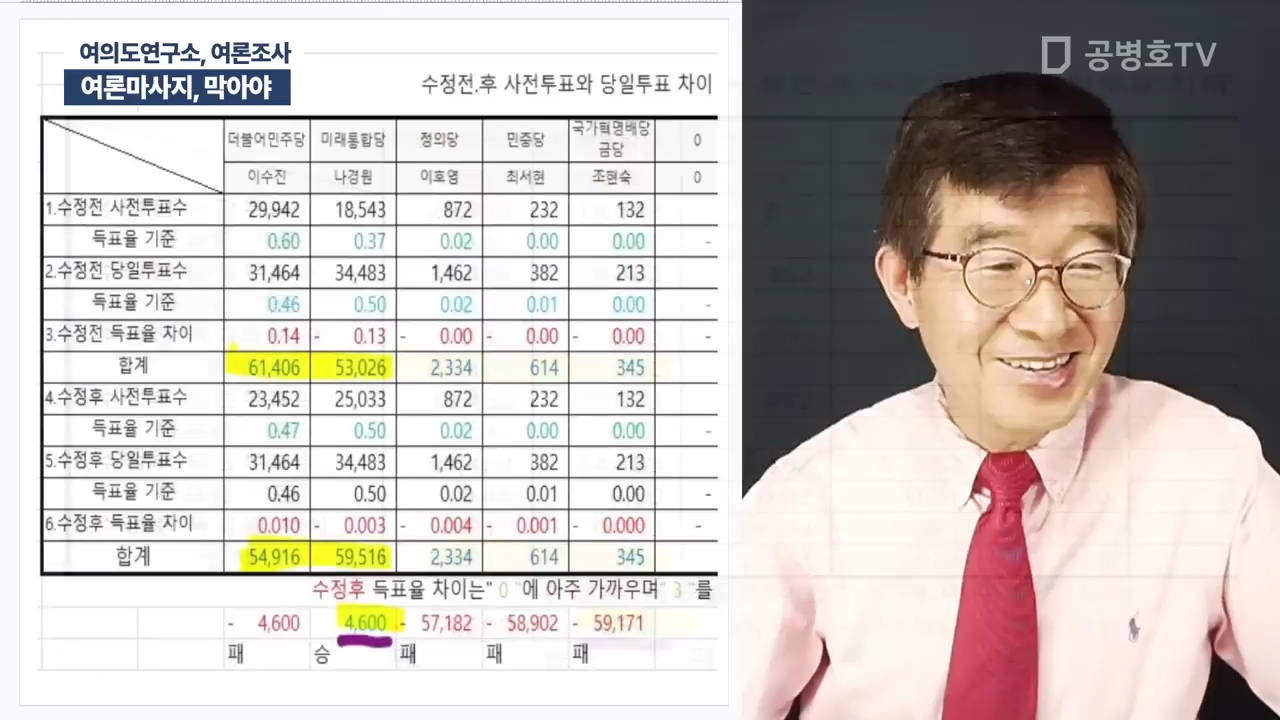 여의도연구소, 여론조사
여론마사지, 막아야
공병호TV
수정전.후 사전투표와 당일투표 차이
더불어민주당 미래통합당 정의당 민중당 국가혁명배당금당 0
이수진 나경원 이호영 최서현 조현숙 0
1.수정전 사전투표수 29,942 18,543 872 232 132
득표율 기준 0.60 0.37 0.02 0.00 0.00 -
2.수정전 당일투표수 31,464 34,483 1,462 382 213
득표율 기준 0.46 0.50 0.02 0.01 0.00 -
3.수정전 득표율 차이 0.14 - 0.13 - 0.00 - 0.00 - 0.00
합계 61,406 53,026 2,334 614 345
4.수정후 사전투표수 23,452 25,033 872 232 132
득표율 기준 0.47 0.50 0.02 0.00 0.00 -
5.수정후 당일투표수 31,464 34,483 1,462 382 213
득표율 기준 0.46 0.50 0.02 0.01 0.00 -
6.수정후 득표율 차이 0.010 - 0.003 - 0.004 - 0.001 - 0.000 -
합계 54,916 59,516 2,334 614 345
수정후 득표율 차이는" 0 "에 아주 가까우며" 3 "를
- 4,600 4,600 - 57,182 - 58,902 - 59,171
패 승 패 패 패